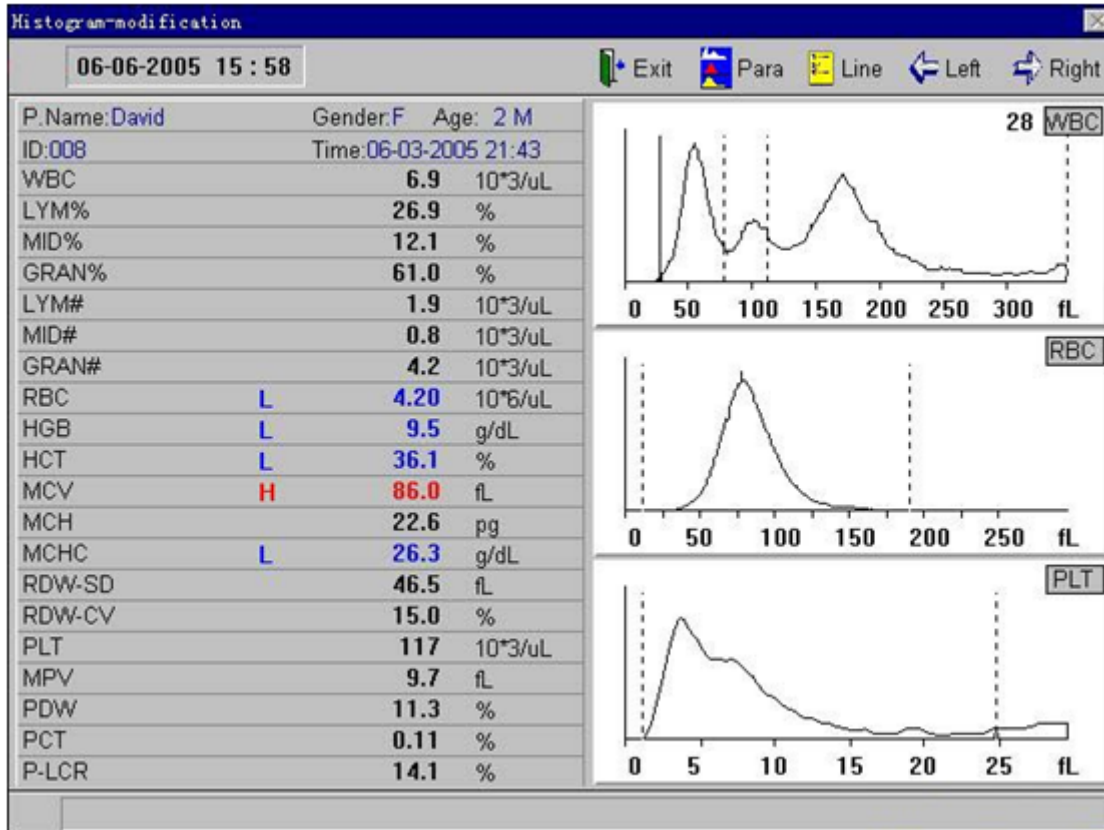 Histogram-modification
06-06-2005 15:58 Exit Para Line Left Right
P.Name:David Gender:F Age: 2 M
ID:008 Time:06-03-2005 21:43
WBC 6.9 10*3/uL
LYM% 26.9 %
MID% 12.1 %
GRAN% 61.0 %
LYM# 1.9 10*3/uL
MID# 0.8 10*3/uL
GRAN# 4.2 10*3/uL
RBC L 4.20 10*6/uL
HGB L 9.5 g/dL
HCT L 36.1 %
MCV H 86.0 fL
MCH 22.6 pg
MCHC L 26.3 g/dL
RDW-SD 46.5 fL
RDW-CV 15.0 %
PLT 117 10*3/uL
MPV 9.7 fL
PDW 11.3 %
PCT 0.11 %
P-LCR 14.1 %
28 WBC
0 50 100 150 200 250 300 fL
RBC
0 50 100 150 200 250 fL
PLT
0 5 10 15 20 25 fL